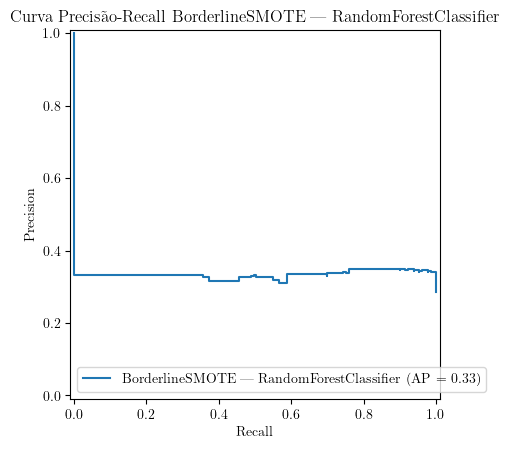 Curva Precisão-Recall BorderlineSMOTE — RandomForestClassifier
1.0
0.8
0.6
0.4
0.2
0.0
Precision
BorderlineSMOTE — RandomForestClassifier (AP = 0.33)
0.0 0.2 0.4 0.6 0.8 1.0
Recall